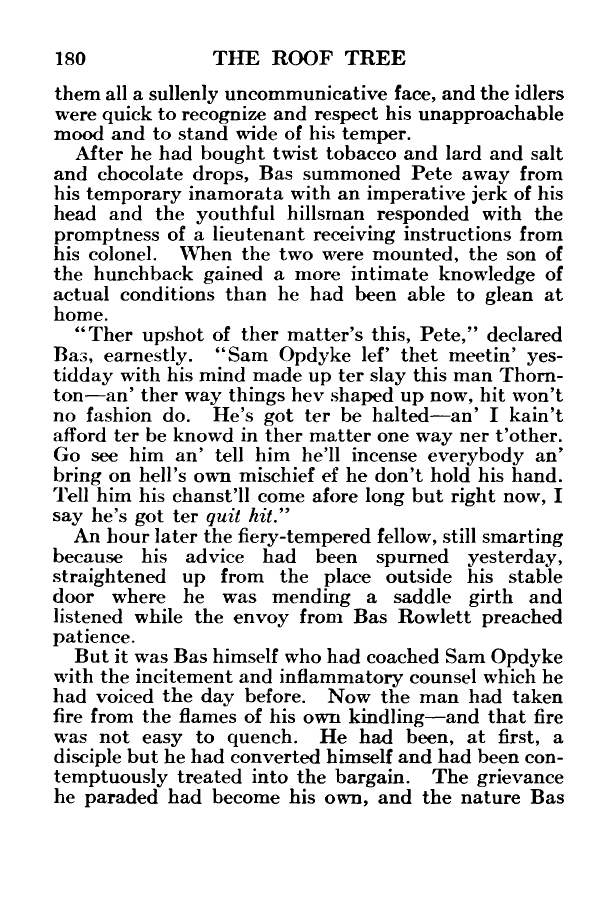 180 THE ROOF TREE
them all a sullenly uncommunicative face, and the idlers
were quick to recognize and respect his unapproachable
mood and to stand wide of his temper.
After he had bought twist tobacco and lard and salt
and chocolate drops, Bas summoned Pete away from
his temporary inamorata with an imperative jerk of his
head and the youthful hillsman responded with the
promptness of a lieutenant receiving instructions from
his colonel. When the two were mounted, the son of
the hunchback gained a more intimate knowledge of
actual conditions than he had been able to glean at
home.
“Ther upshot of ther matter’s this, Pete,” declared
Bas, earnestly. “Sam Opdyke lef’ thet meetin’ yes-
tidday with his mind made up ter slay this man Thorn-
ton—an’ ther way things hev shaped up now, hit won’t
no fashion do. He’s got ter be halted—an’ I kain’t
afford ter be knowd in ther matter one way ner t’other.
Go see him an’ tell him he’ll incense everybody an’
bring on hell’s own mischief ef he don’t hold his hand.
Tell him his chanst’ll come afore long but right now, I
say he’s got ter quit hit.”
An hour later the fiery-tempered fellow, still smarting
because his advice had been spurned yesterday,
straightened up from the place outside his stable
door where he was mending a saddle girth and
listened while the envoy from Bas Rowlett preached
patience.
But it was Bas himself who had coached Sam Opdyke
with the incitement and inflammatory counsel which he
had voiced the day before. Now the man had taken
fire from the flames of his own kindling—and that fire
was not easy to quench. He had been, at first, a
disciple but he had converted himself and had been con-
temptuously treated into the bargain. The grievance
he paraded had become his own, and the nature Bas